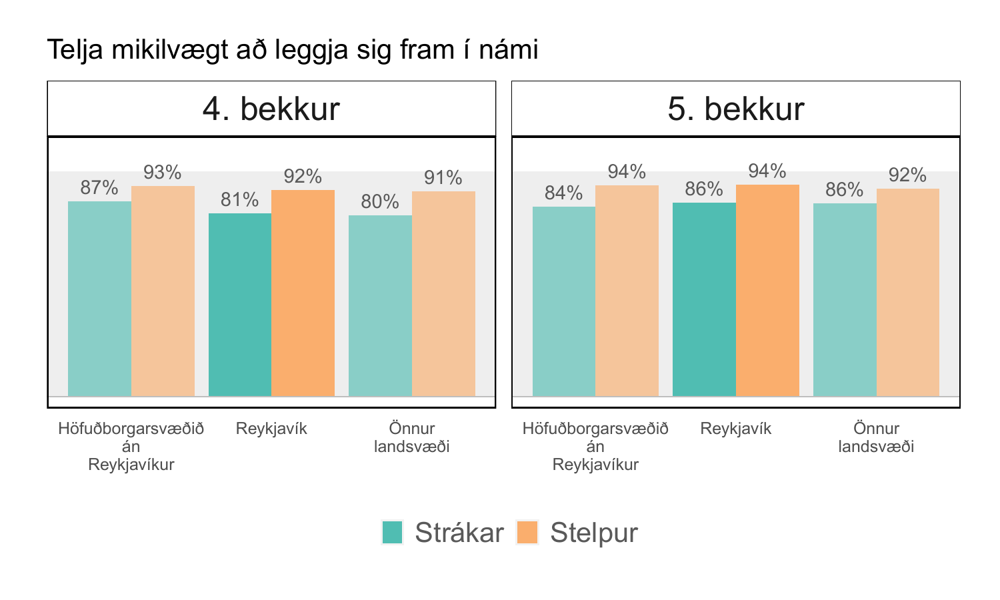 Telja mikilvægt að leggja sig fram í námi
4. bekkur
87%
93%
81%
92%
80%
91%
Höfuðborgarsvæðið
án
Reykjavíkur
Reykjavík
Önnur
landsvæði
5. bekkur
84%
94%
86%
94%
86%
92%
Höfuðborgarsvæðið
án
Reykjavíkur
Reykjavík
Önnur
landsvæði
Strákar
Stelpur